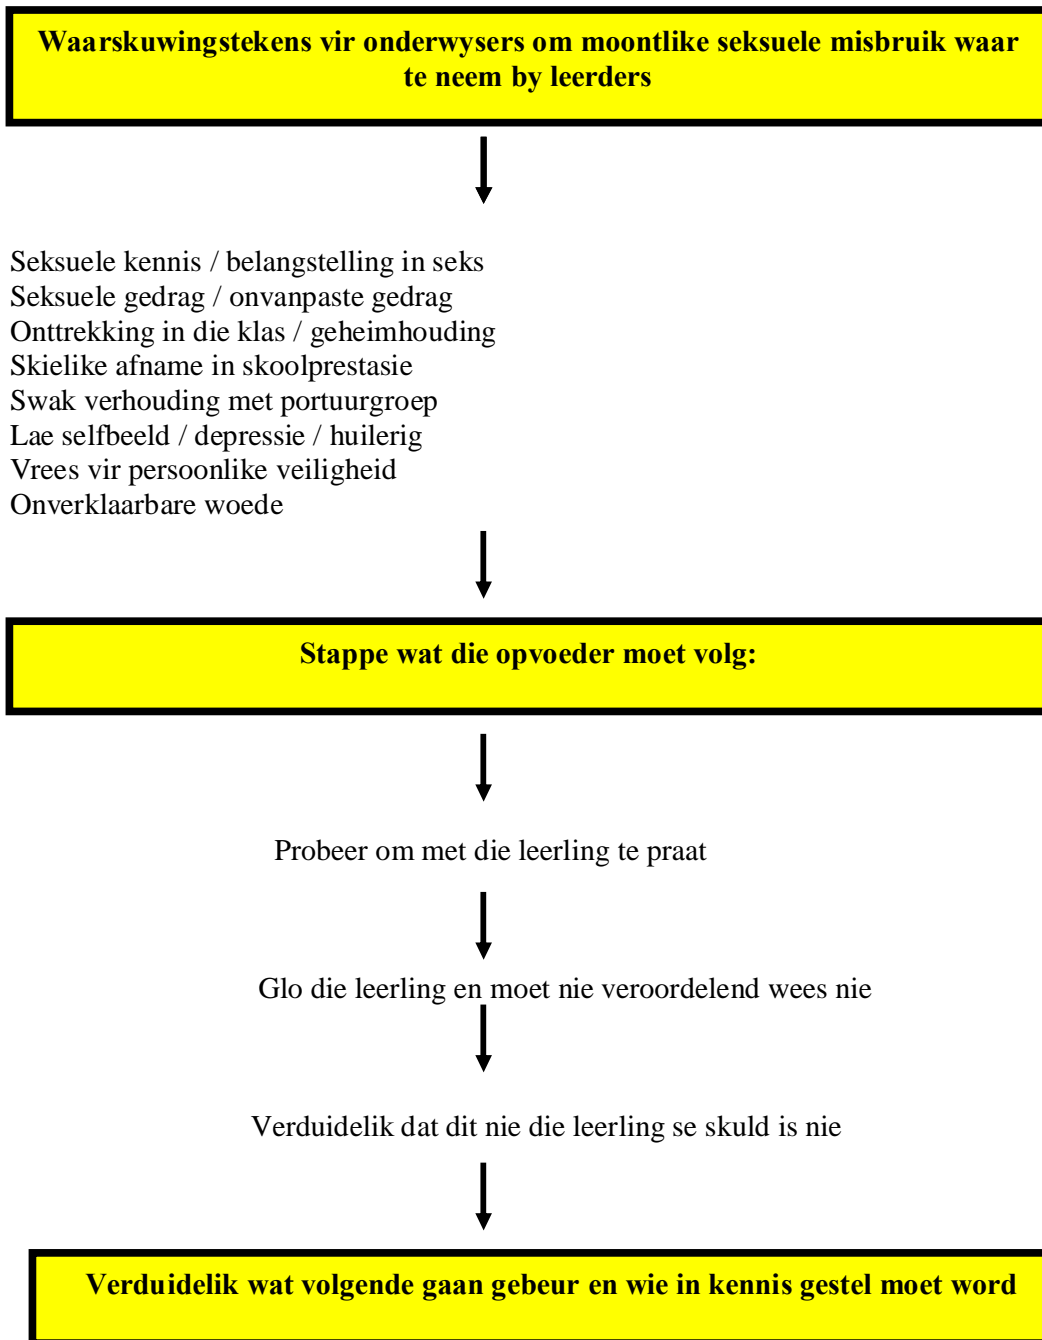 Waarskuwingstekens vir onderwysers om moontlike seksuele misbruik waar
te neem by leerders
Seksuele kennis / belangstelling in seks
Seksuele gedrag / onvanpaste gedrag
Onttrekking in die klas / geheimhouding
Skielike afname in skoolprestasie
Swak verhouding met portuurgroep
Lae selfbeeld / depressie / huilerig
Vrees vir persoonlike veiligheid
Onverklaarbare woede
Stappe wat die opvoeder moet volg:
Probeer om met die leerling te praat
Glo die leerling en moet nie veroordelend wees nie
Verduidelik dat dit nie die leerling se skuld is nie
Verduidelik wat volgende gaan gebeur en wie in kennis gestel moet word